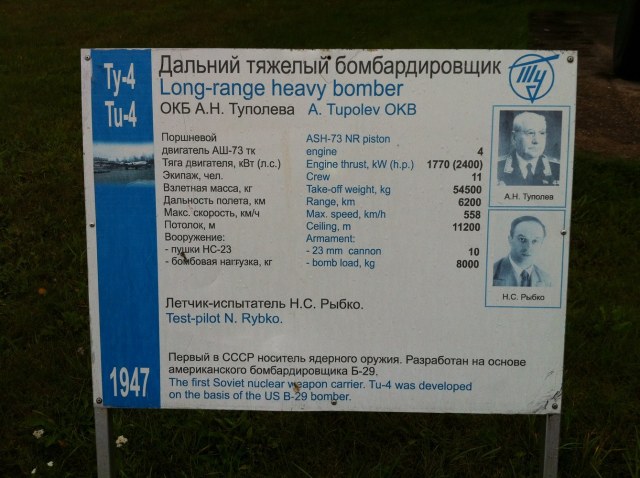 Ту-4
Tu-4
Дальний тяжелый бомбардировщик
Long-range heavy bomber
ОКБ А.Н. Туполева A. Tupolev OKB
Ту
Поршневой ASH-73 NR piston
двигатель АШ-73 тк engine 4
Тяга двигателя, кВт (л.с.) Engine thrust, kW (h.p.) 1770 (2400)
Экипаж, чел. Crew 11
Взлетная масса, кг Take-off weight, kg 54500
Дальность полета, км Range, km 6200
Макс. скорость, км/ч Max. speed, km/h 558
Потолок, м Ceiling, m 11200
Вооружение: Armament:
- пушки НС-23 - 23 mm cannon 10
- бомбовая нагрузка, кг - bomb load, kg 8000
А.Н. Туполев
Н.С. Рыбко
Летчик-испытатель Н.С. Рыбко.
Test-pilot N. Rybko.
1947
Первый в СССР носитель ядерного оружия. Разработан на основе
американского бомбардировщика Б-29.
The first Soviet nuclear weapon carrier. Tu-4 was developed
on the basis of the US B-29 bomber.